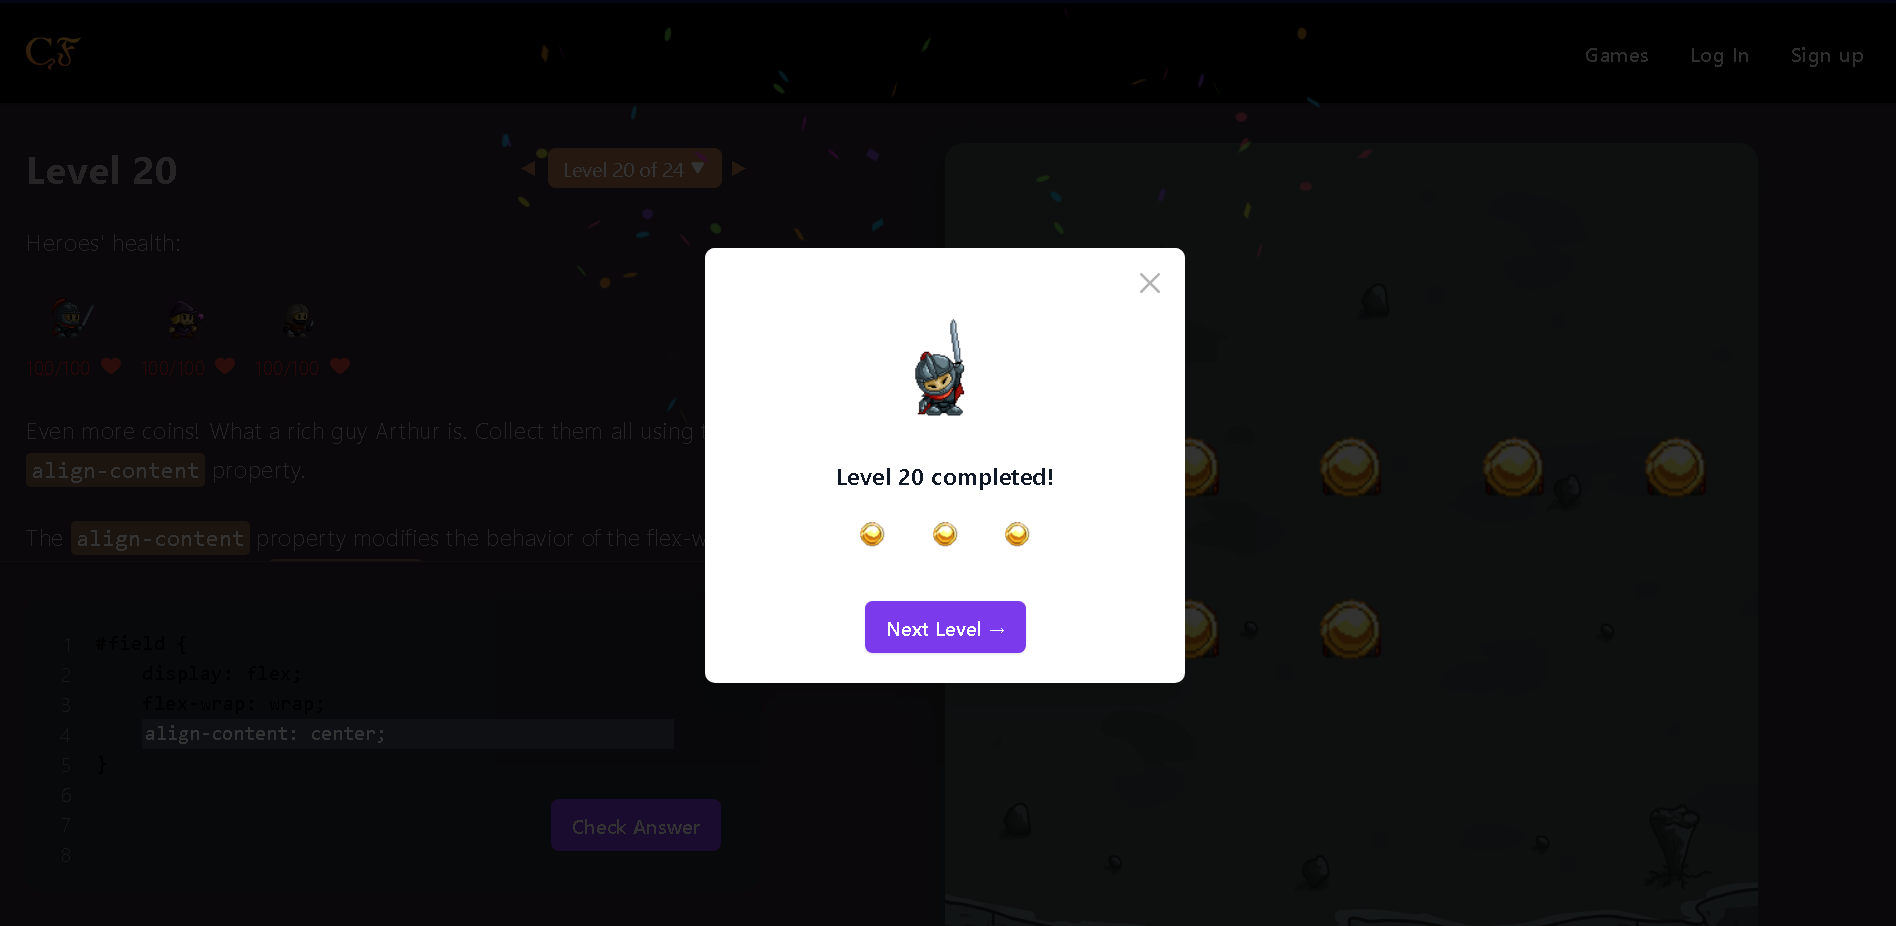 CF
Games
Log In
Sign up
Level 20
Level 20 of 24 ▼
Heroes' health:
100/100
100/100
100/100
Even more coins! What a rich guy Arthur is. Collect them all using
align-content property.
The align-content property modifies the behavior of the flex-w
1 #field {
2 display: flex;
3 flex-wrap: wrap;
4 align-content: center;
5 }
6
7
8
Check Answer
Level 20 completed!
Next Level →